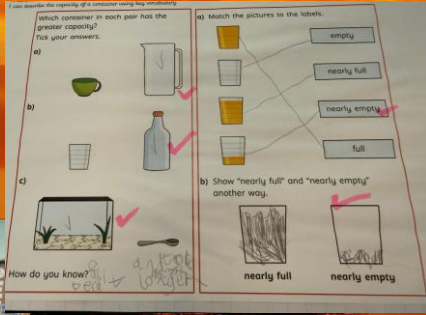 I can describe the capacity of a container using key vocabulary
Which container in each pair has the
greater capacity?
Tick your answers.
a)
b)
c)
How do you know?
a) Match the pictures to the labels.
empty
nearly full
nearly empty
full
b) Show "nearly full" and "nearly empty"
another way.
nearly full
nearly empty